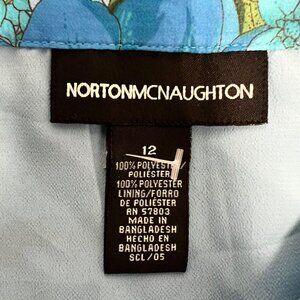 NORTONMCNAUGHTON
12
100% POLYESTER/
POLIÉSTER
100% POLYESTER
LINING/FORRO
DE POLIÉSTER
RN 57803
MADE IN
BANGLADESH
HECHO EN
BANGLADESH
SCL/05